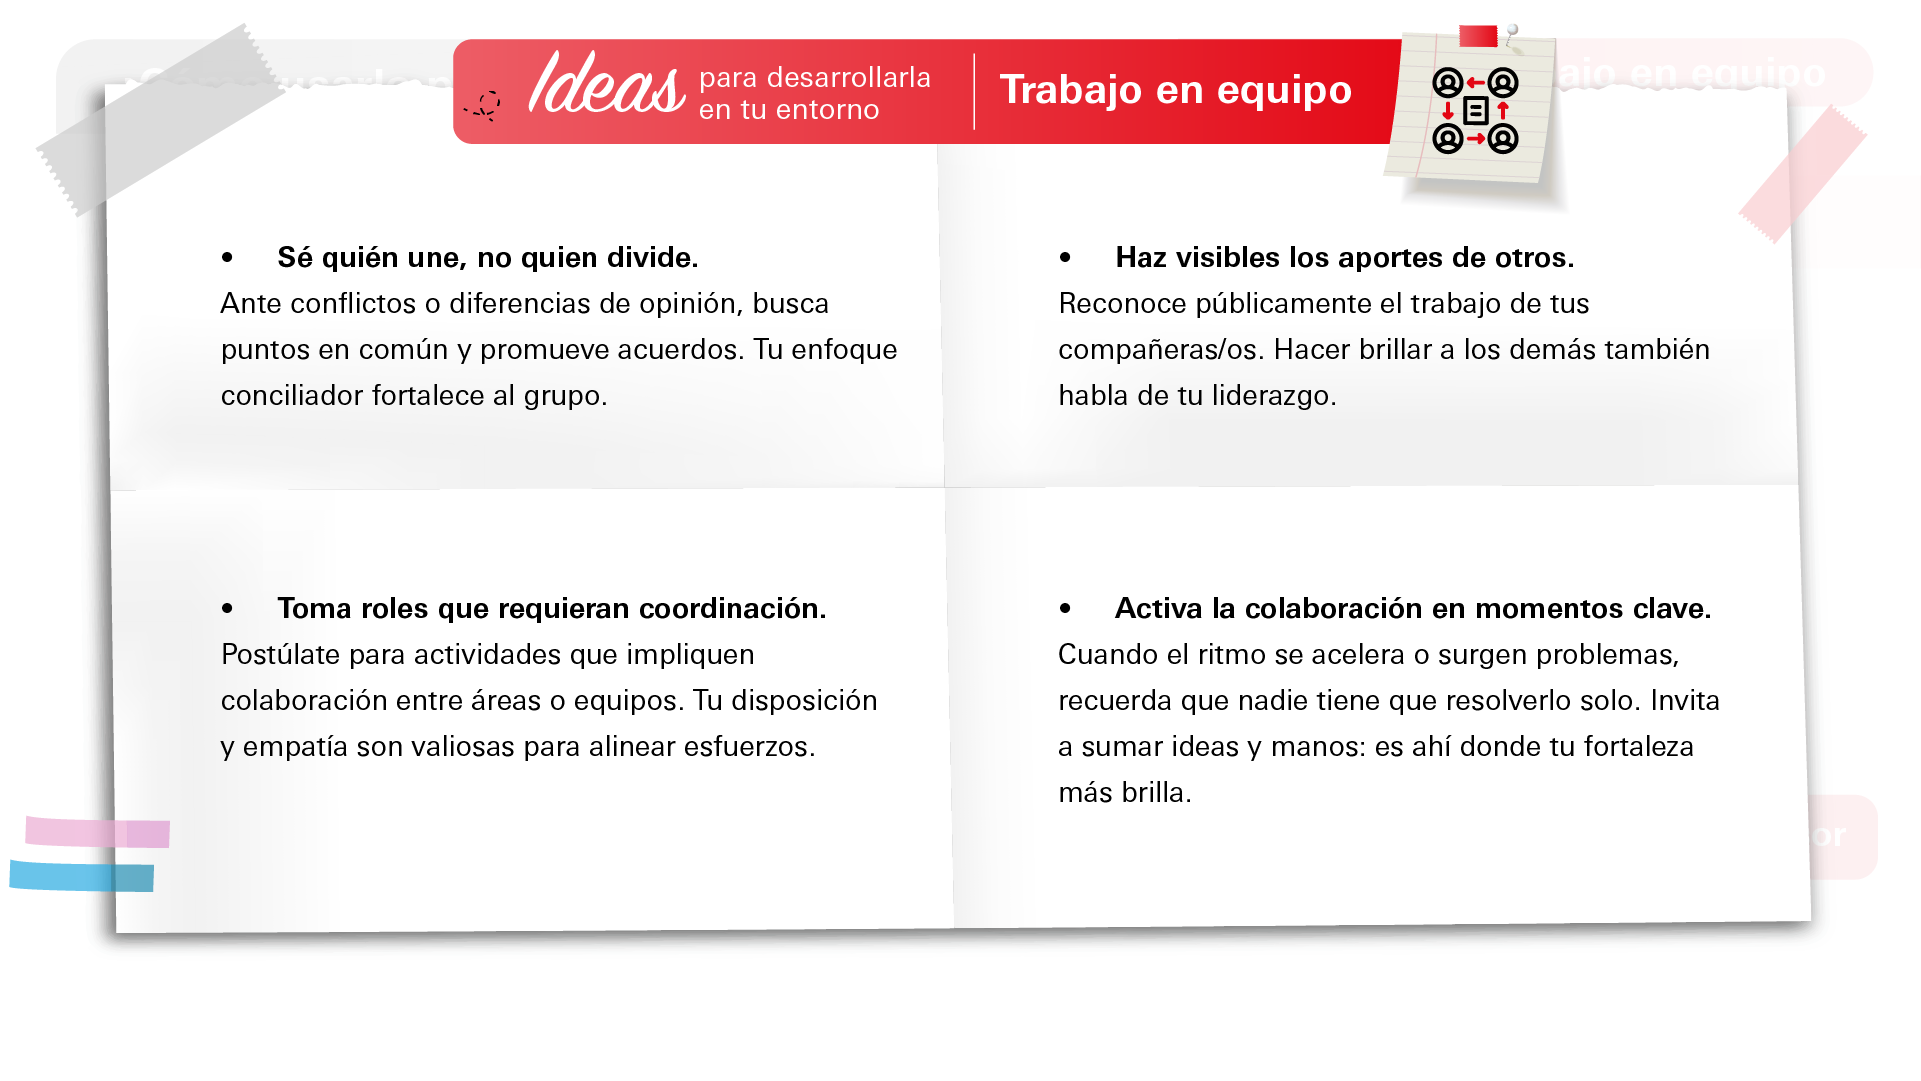 Ideas para desarrollarla
en tu entorno
Trabajo en equipo
• Sé quién une, no quien divide.
Ante conflictos o diferencias de opinión, busca
puntos en común y promueve acuerdos. Tu enfoque
conciliador fortalece al grupo.
• Haz visibles los aportes de otros.
Reconoce públicamente el trabajo de tus
compañeras/os. Hacer brillar a los demás también
habla de tu liderazgo.
• Toma roles que requieran coordinación.
Postúlate para actividades que impliquen
colaboración entre áreas o equipos. Tu disposición
y empatía son valiosas para alinear esfuerzos.
• Activa la colaboración en momentos clave.
Cuando el ritmo se acelera o surgen problemas,
recuerda que nadie tiene que resolverlo solo. Invita
a sumar ideas y manos: es ahí donde tu fortaleza
más brilla.
en equipo